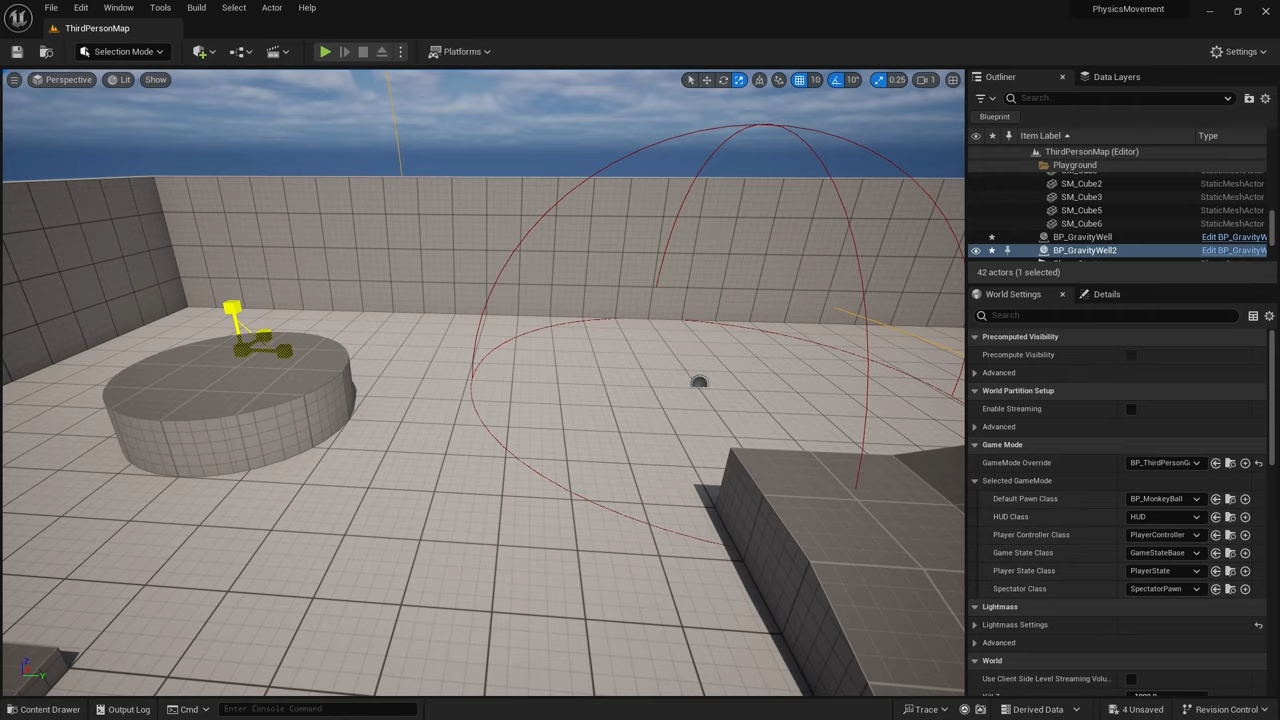 File Edit Window Tools Build Select Actor Help
PhysicsMovement
ThirdPersonMap
Selection Mode
Platforms
Settings
Perspective Lit Show
10 10° 0.25 1
Outliner Data Layers
Search...
Blueprint
Item Label Type
ThirdPersonMap (Editor)
Playground
SM_Cube2 StaticMeshActor
SM_Cube3 StaticMeshActor
SM_Cube5 StaticMeshActor
SM_Cube6 StaticMeshActor
BP_GravityWell Edit BP_GravityW
BP_GravityWell2 Edit BP_GravityW
42 actors (1 selected)
World Settings Details
Search
Precomputed Visibility
Precompute Visibility
Advanced
World Partition Setup
Enable Streaming
Advanced
Game Mode
GameMode Override BP_ThirdPersonGa
Selected GameMode
Default Pawn Class BP_MonkeyBall
HUD Class HUD
Player Controller Class PlayerController
Game State Class GameStateBase
Player State Class PlayerState
Spectator Class SpectatorPawn
Lightmass
Lightmass Settings
Advanced
World
Use Client Side Level Streaming Volu...
Z
Y
Content Drawer Output Log Cmd Enter Console Command
Trace Derived Data 4 Unsaved Revision Control